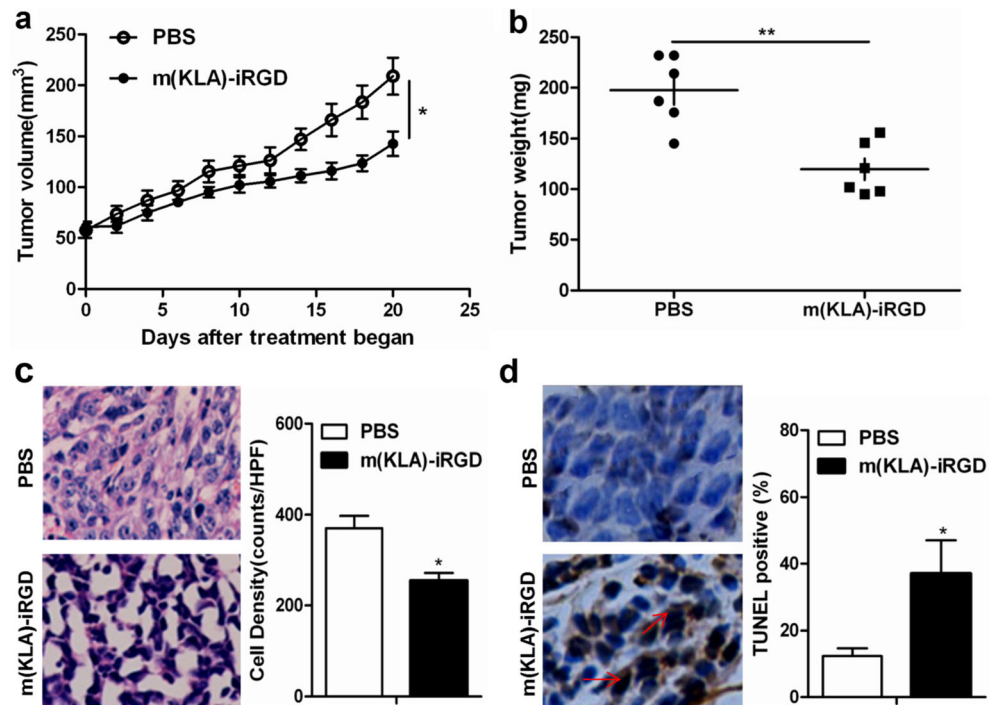 a
PBS
m(KLA)-iRGD
Tumor volume(mm³)
250
200
150
100
50
0
*
0
5
10
15
20
25
Days after treatment began
b
Tumor weight(mg)
250
200
150
100
50
0
**
PBS
m(KLA)-iRGD
c
PBS
m(KLA)-iRGD
Cell Density(counts/HPF)
600
400
200
0
PBS
m(KLA)-iRGD
*
d
PBS
m(KLA)-iRGD
TUNEL positive (%)
80
60
40
20
0
PBS
m(KLA)-iRGD
*